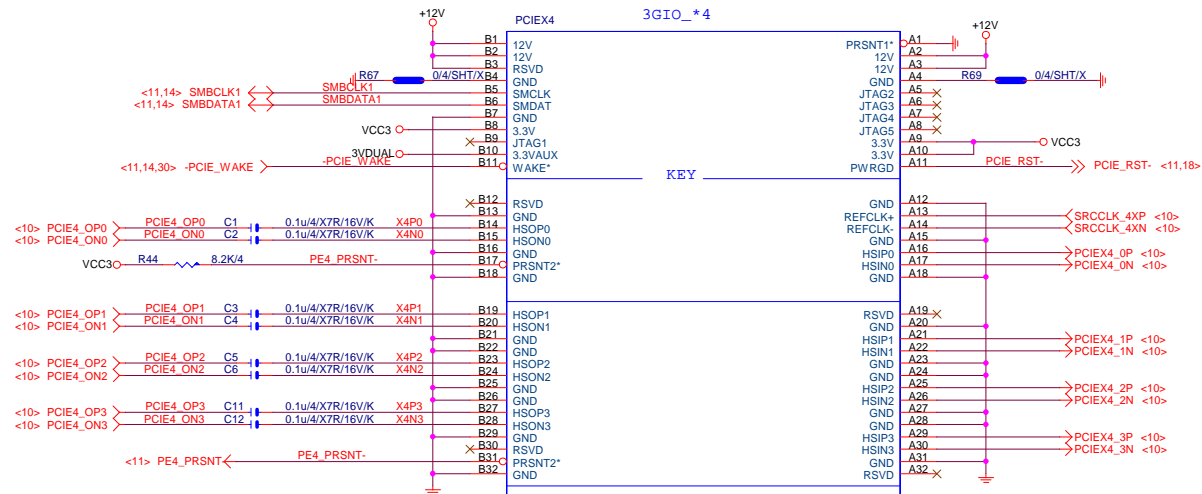 3GIO_*4
PCIEX4
+12V
+12V
B1 12V PRSNT1* A1
B2 12V 12V A2
B3 RSVD 12V A3
R67 0/4/SHT/X B4 GND GND A4 R69 0/4/SHT/X
<11,14> SMBCLK1 SMBCLK1 B5 SMCLK JTAG2 A5
<11,14> SMBDATA1 SMBDATA1 B6 SMDAT JTAG3 A6
B7 GND JTAG4 A7
VCC3 B8 3.3V JTAG5 A8
B9 JTAG1 3.3V A9 VCC3
3VDUAL B10 3.3VAUX 3.3V A10
<11,14,30> -PCIE_WAKE -PCIE_WAKE B11 WAKE* PWRGD A11 PCIE_RST- PCIE_RST- <11,18>
KEY
B12 RSVD GND A12
B13 GND REFCLK+ A13 SRCCLK_4XP <10>
<10> PCIE4_OP0 PCIE4_OP0 C1 0.1u/4/X7R/16V/K X4P0 B14 HSOP0 REFCLK- A14 SRCCLK_4XN <10>
<10> PCIE4_ON0 PCIE4_ON0 C2 0.1u/4/X7R/16V/K X4N0 B15 HSON0 GND A15
B16 GND HSIP0 A16 PCIEX4_0P <10>
VCC3 R44 8.2K/4 PE4_PRSNT- B17 PRSNT2* HSIN0 A17 PCIEX4_0N <10>
B18 GND GND A18
<10> PCIE4_OP1 PCIE4_OP1 C3 0.1u/4/X7R/16V/K X4P1 B19 HSOP1 RSVD A19
<10> PCIE4_ON1 PCIE4_ON1 C4 0.1u/4/X7R/16V/K X4N1 B20 HSON1 GND A20
B21 GND HSIP1 A21 PCIEX4_1P <10>
B22 GND HSIN1 A22 PCIEX4_1N <10>
<10> PCIE4_OP2 PCIE4_OP2 C5 0.1u/4/X7R/16V/K X4P2 B23 HSOP2 GND A23
<10> PCIE4_ON2 PCIE4_ON2 C6 0.1u/4/X7R/16V/K X4N2 B24 HSON2 GND A24
B25 GND HSIP2 A25 PCIEX4_2P <10>
B26 GND HSIN2 A26 PCIEX4_2N <10>
<10> PCIE4_OP3 PCIE4_OP3 C11 0.1u/4/X7R/16V/K X4P3 B27 HSOP3 GND A27
<10> PCIE4_ON3 PCIE4_ON3 C12 0.1u/4/X7R/16V/K X4N3 B28 HSON3 GND A28
B29 GND HSIP3 A29 PCIEX4_3P <10>
B30 RSVD HSIN3 A30 PCIEX4_3N <10>
<11> PE4_PRSNT PE4_PRSNT- B31 PRSNT2* GND A31
B32 GND RSVD A32